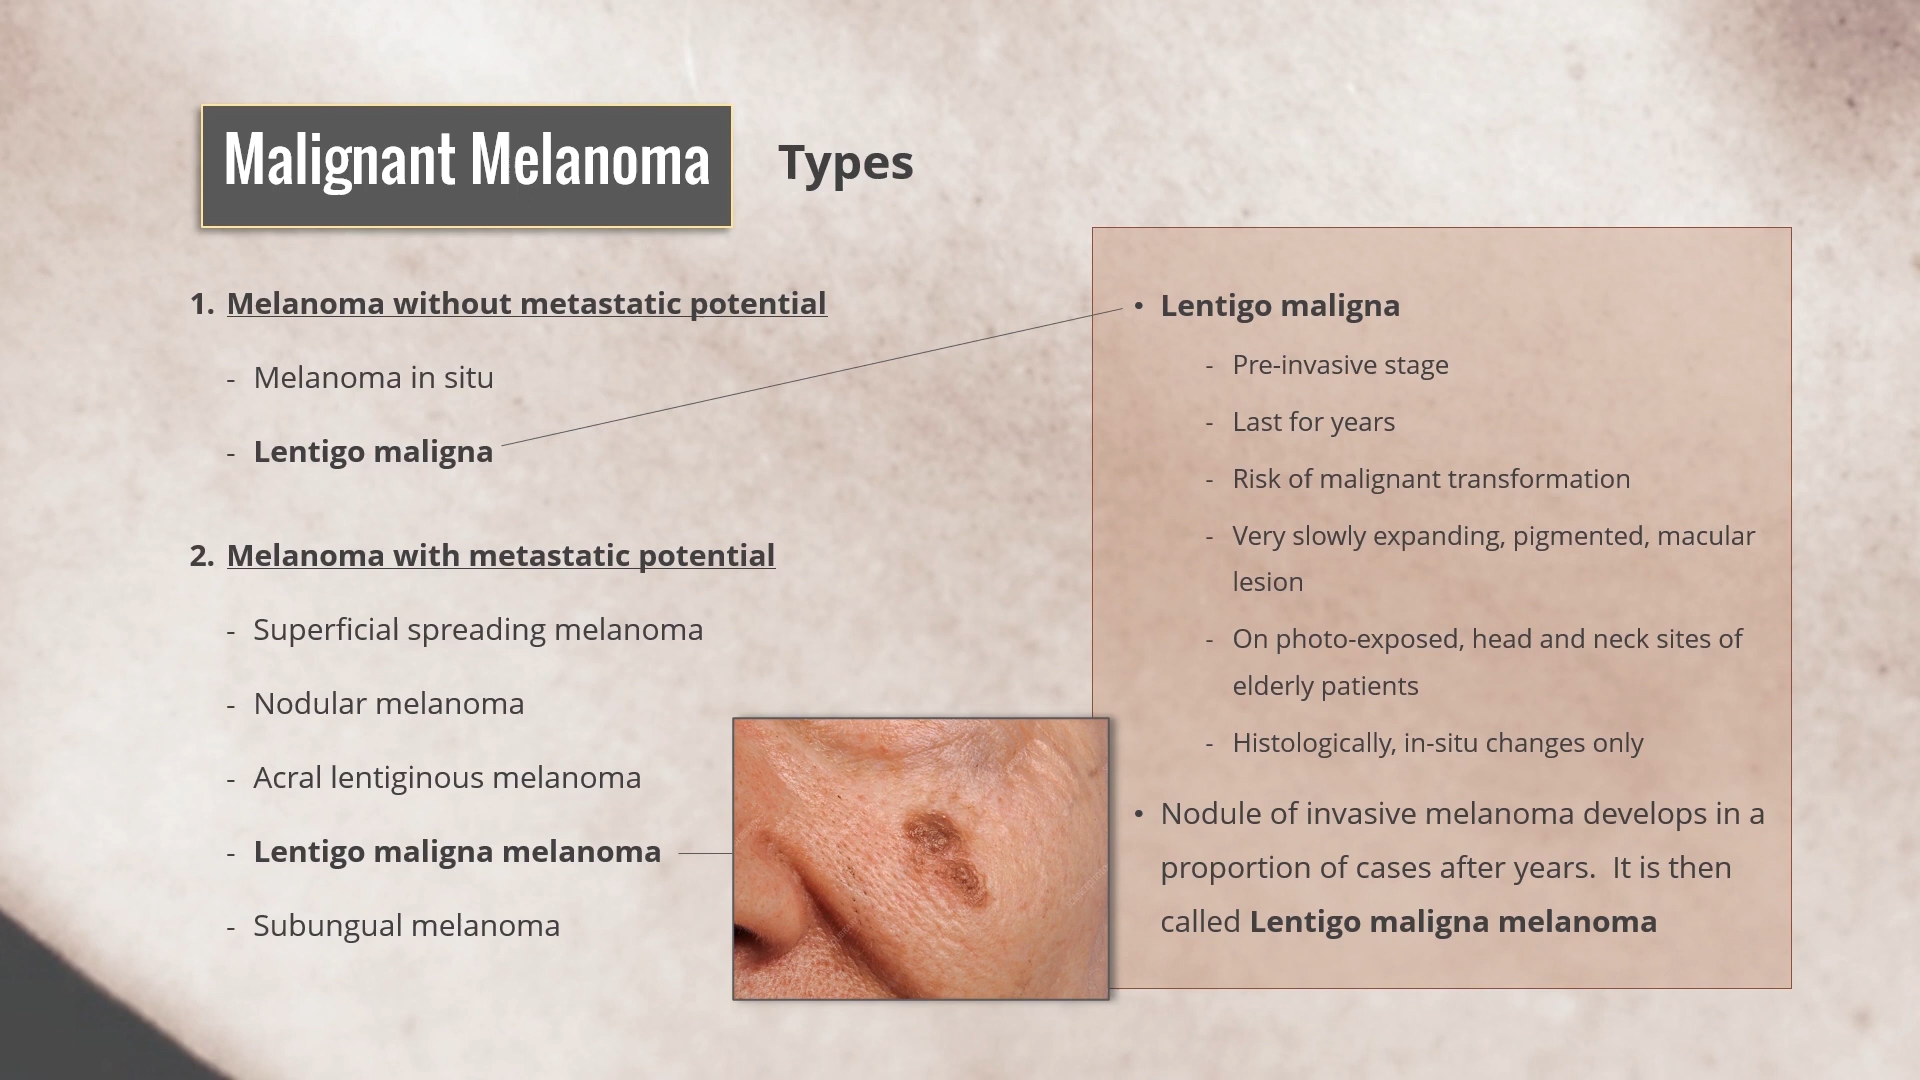 Malignant Melanoma
Types
1. Melanoma without metastatic potential
- Melanoma in situ
- Lentigo maligna
2. Melanoma with metastatic potential
- Superficial spreading melanoma
- Nodular melanoma
- Acral lentiginous melanoma
- Lentigo maligna melanoma
- Subungual melanoma
• Lentigo maligna
- Pre-invasive stage
- Last for years
- Risk of malignant transformation
- Very slowly expanding, pigmented, macular
lesion
- On photo-exposed, head and neck sites of
elderly patients
- Histologically, in-situ changes only
• Nodule of invasive melanoma develops in a
proportion of cases after years. It is then
called Lentigo maligna melanoma